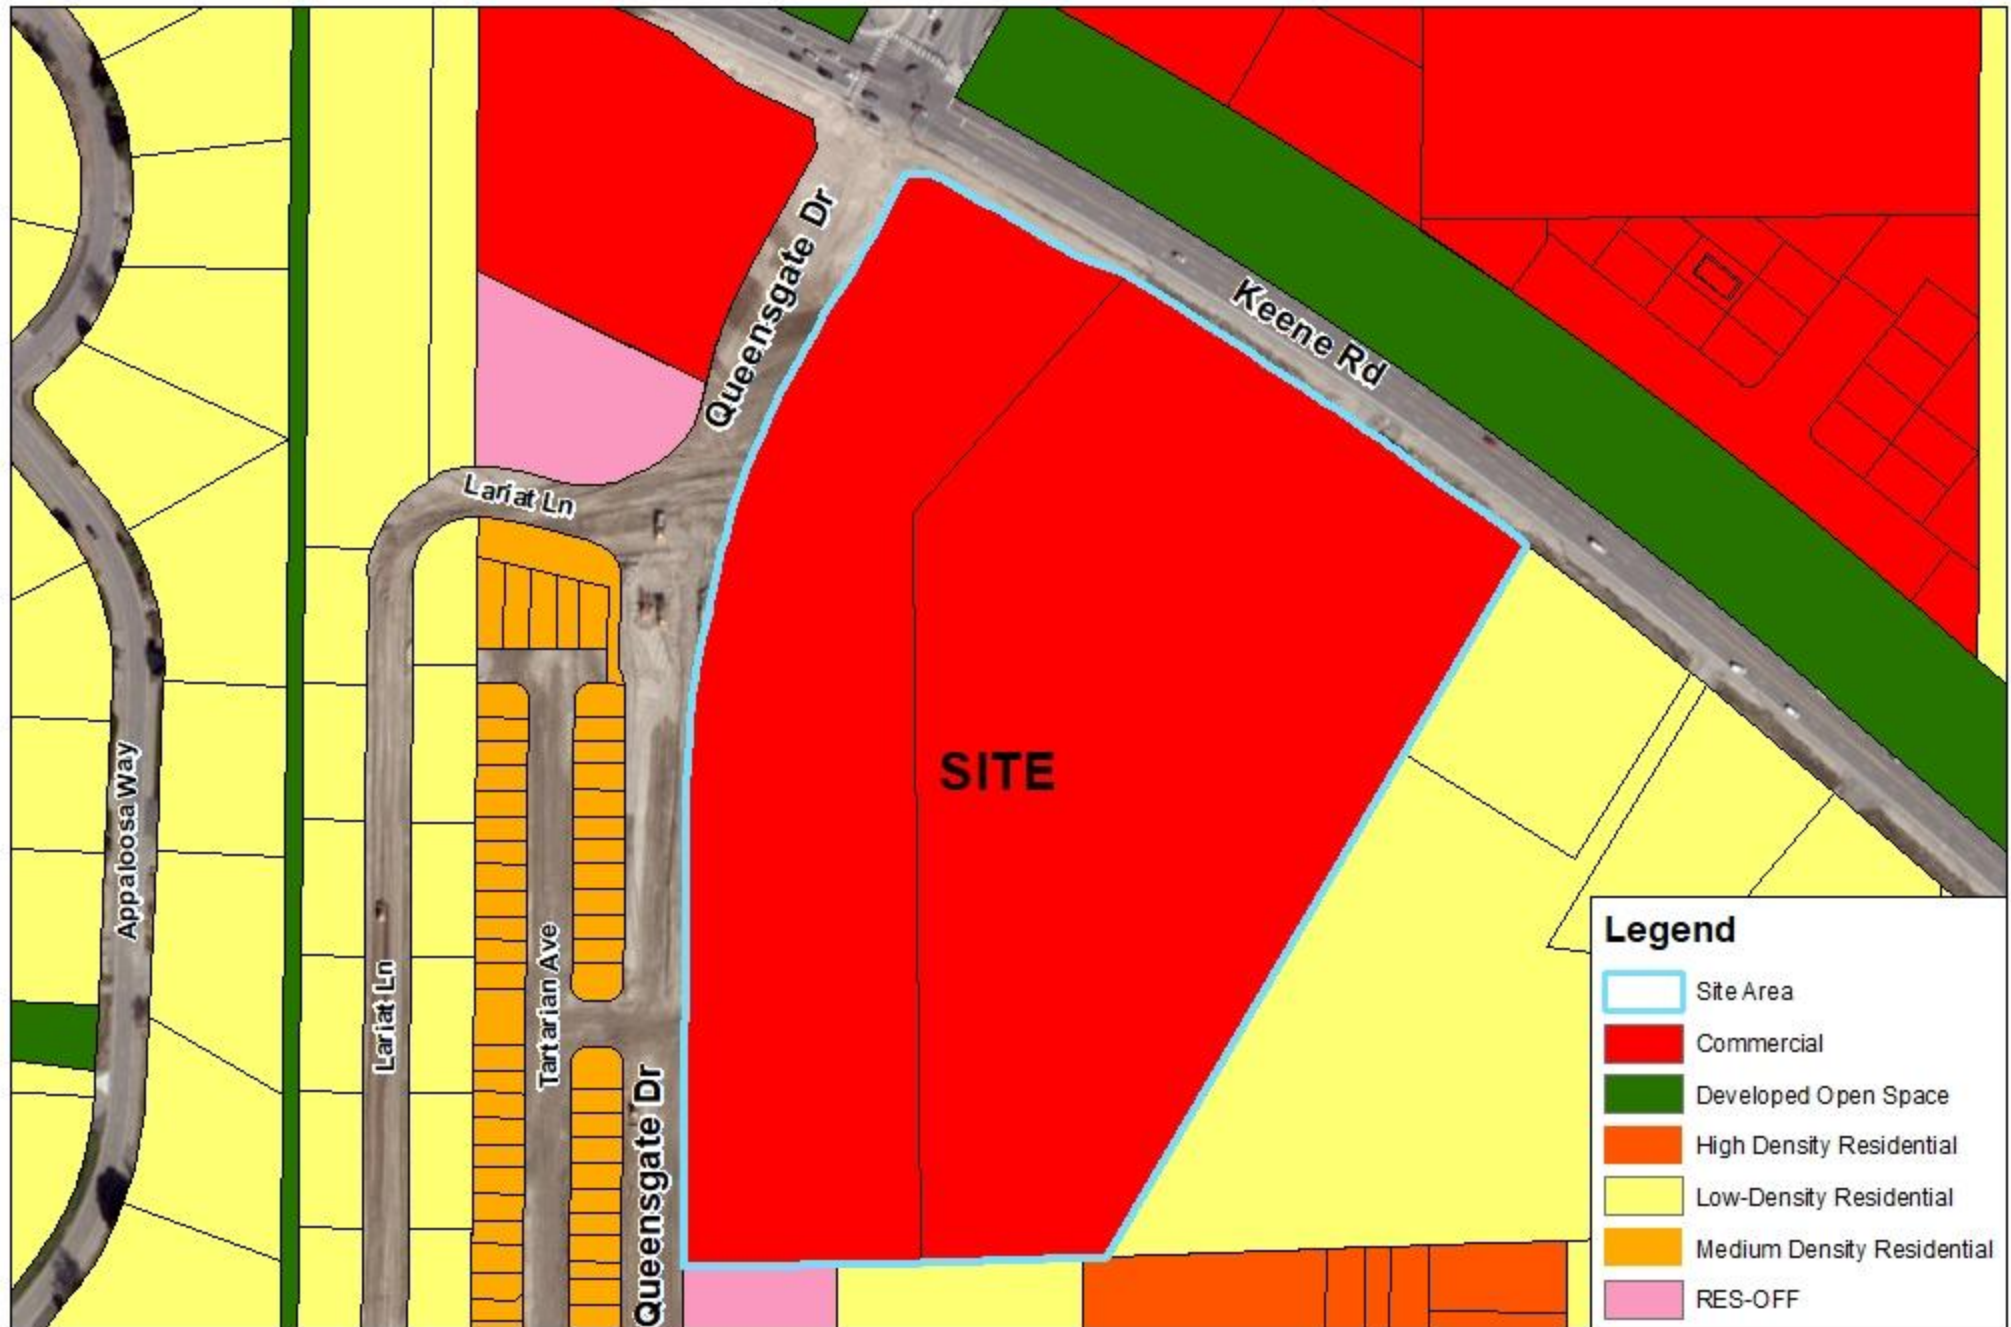 Queensgate Dr
Keene Rd
Lariat Ln
SITE
Appaloosa Way
Lariat Ln
Tartarian Ave
Queensgate Dr
Legend
Site Area
Commercial
Developed Open Space
High Density Residential
Low-Density Residential
Medium Density Residential
RES-OFF